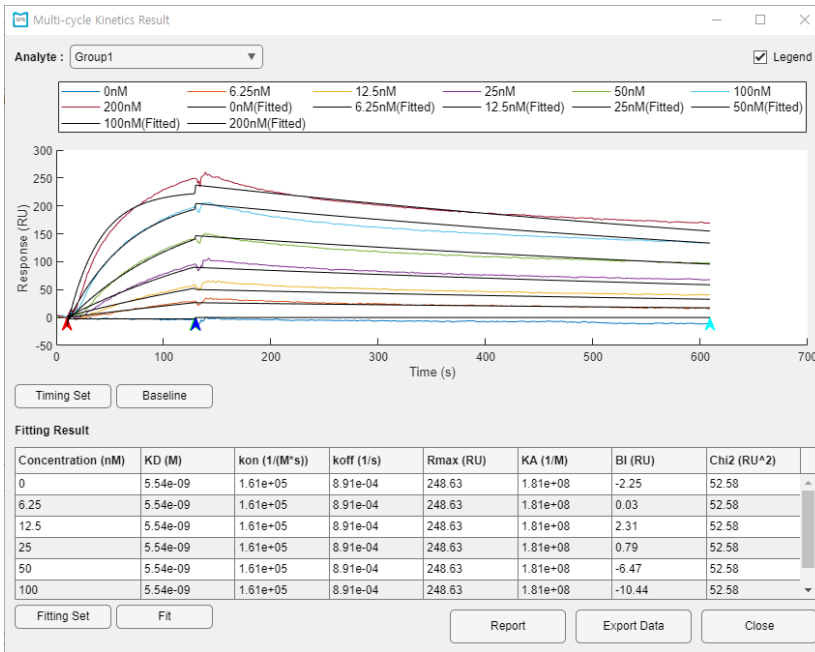 Multi-cycle Kinetics Result
Analyte : Group1 Legend
0nM 6.25nM 12.5nM 25nM 50nM 100nM
200nM 0nM(Fitted) 6.25nM(Fitted) 12.5nM(Fitted) 25nM(Fitted) 50nM(Fitted)
100nM(Fitted) 200nM(Fitted)
300
250
200
150
100
50
0
-50
Response (RU)
0 100 200 300 400 500 600 700
Time (s)
Timing Set Baseline
Fitting Result
Concentration (nM) KD (M) kon (1/(M*s)) koff (1/s) Rmax (RU) KA (1/M) BI (RU) Chi2 (RU^2)
0 5.54e-09 1.61e+05 8.91e-04 248.63 1.81e+08 -2.25 52.58
6.25 5.54e-09 1.61e+05 8.91e-04 248.63 1.81e+08 0.03 52.58
12.5 5.54e-09 1.61e+05 8.91e-04 248.63 1.81e+08 2.31 52.58
25 5.54e-09 1.61e+05 8.91e-04 248.63 1.81e+08 0.79 52.58
50 5.54e-09 1.61e+05 8.91e-04 248.63 1.81e+08 -6.47 52.58
100 5.54e-09 1.61e+05 8.91e-04 248.63 1.81e+08 -10.44 52.58
Fitting Set Fit Report Export Data Close